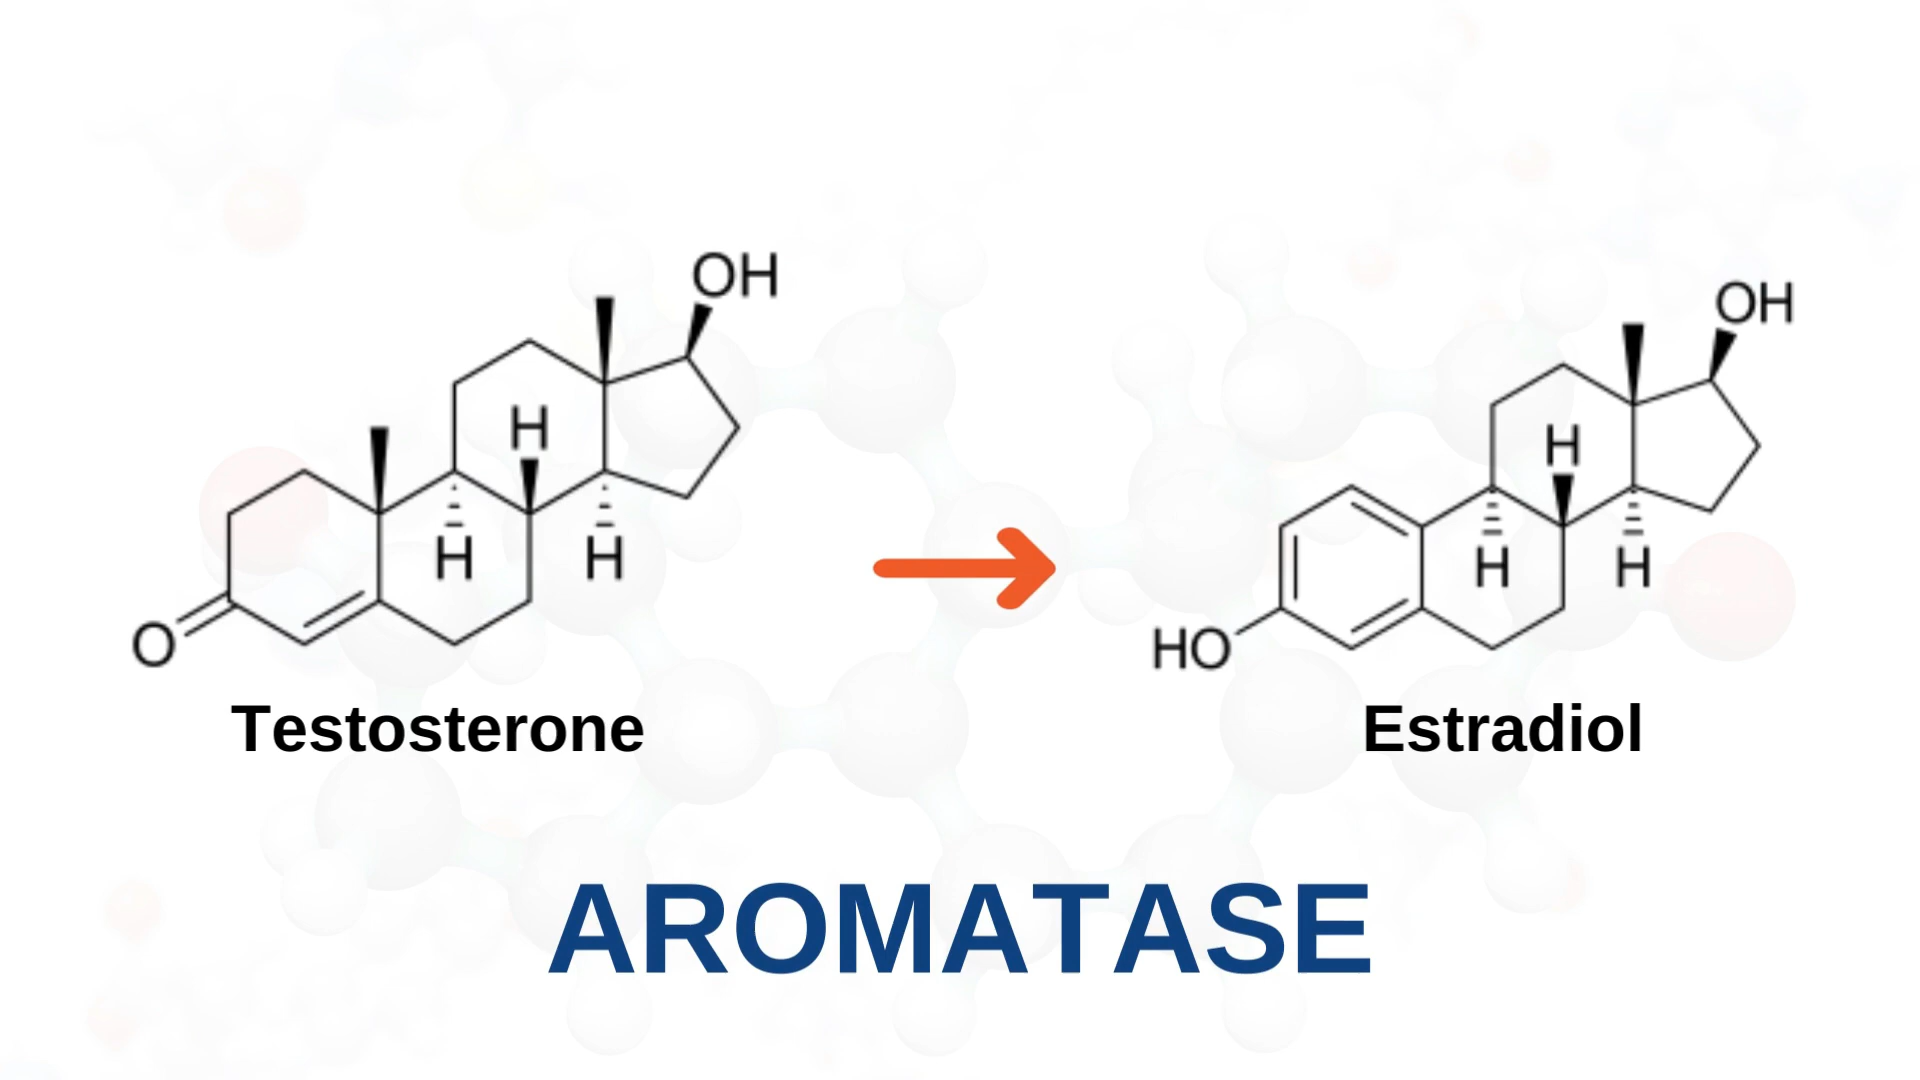 OH
H
H
H
O
Testosterone
OH
H
H
H
HO
Estradiol
AROMATASE